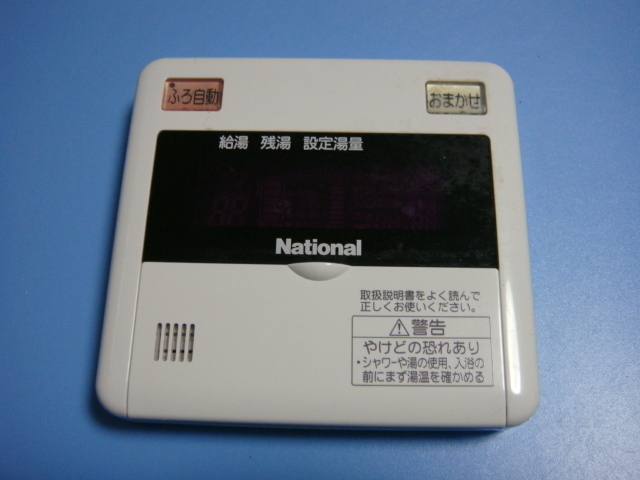 ふろ自動
おまかせ
給湯 残湯 設定湯量
National
取扱説明書をよく読んで
正しくお使いください。
⚠警告
やけどの恐れあり
・シャワーや湯の使用、入浴の
前にまず湯温を確かめる